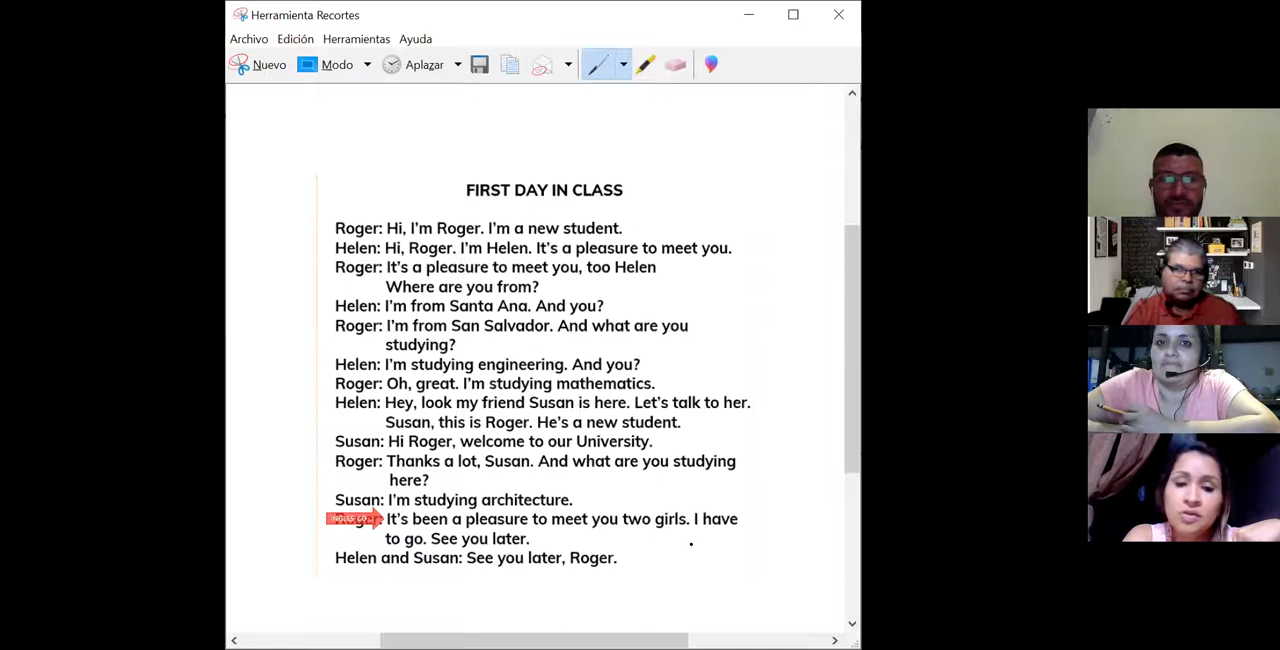 Herramienta Recortes
Archivo Edición Herramientas Ayuda
Nuevo Modo Aplazar
FIRST DAY IN CLASS
Roger: Hi, I'm Roger. I'm a new student.
Helen: Hi, Roger. I'm Helen. It's a pleasure to meet you.
Roger: It's a pleasure to meet you, too Helen
Where are you from?
Helen: I'm from Santa Ana. And you?
Roger: I'm from San Salvador. And what are you
studying?
Helen: I'm studying engineering. And you?
Roger: Oh, great. I'm studying mathematics.
Helen: Hey, look my friend Susan is here. Let's talk to her.
Susan, this is Roger. He's a new student.
Susan: Hi Roger, welcome to our University.
Roger: Thanks a lot, Susan. And what are you studying
here?
Susan: I'm studying architecture.
Roger: It's been a pleasure to meet you two girls. I have
to go. See you later.
Helen and Susan: See you later, Roger.